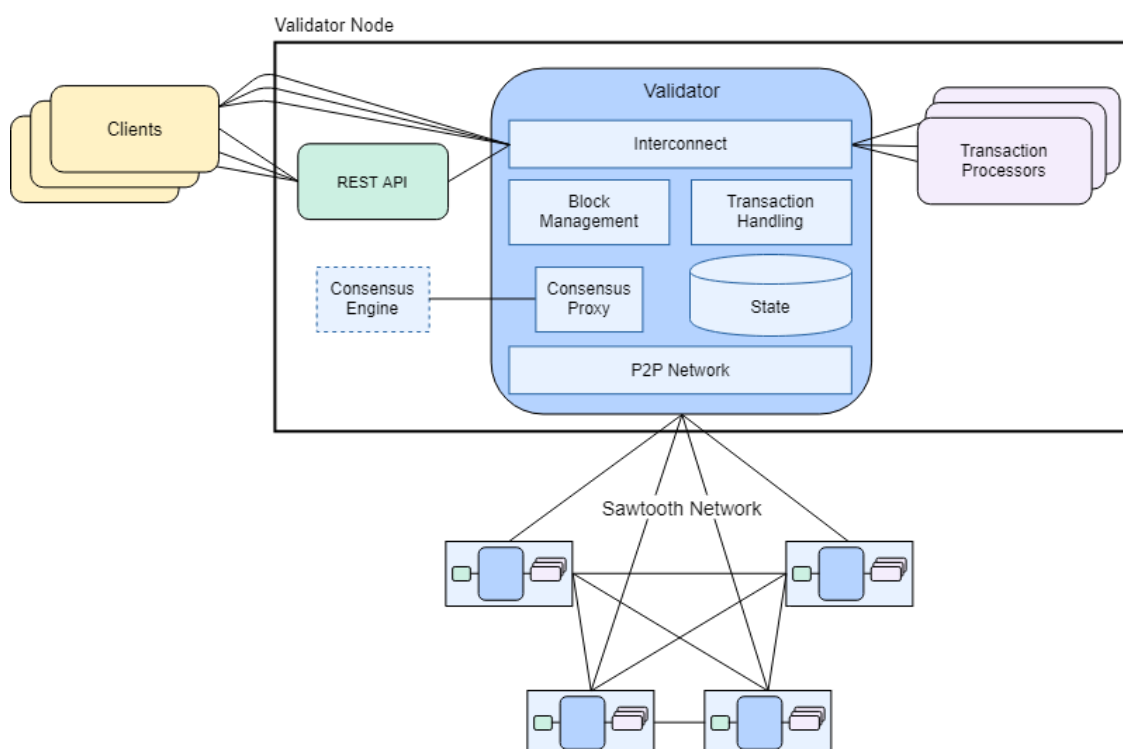 Validator Node
Validator
Clients
Interconnect
REST API
Transaction
Processors
Block
Management
Transaction
Handling
Consensus
Engine
Consensus
Proxy
State
P2P Network
Sawtooth Network